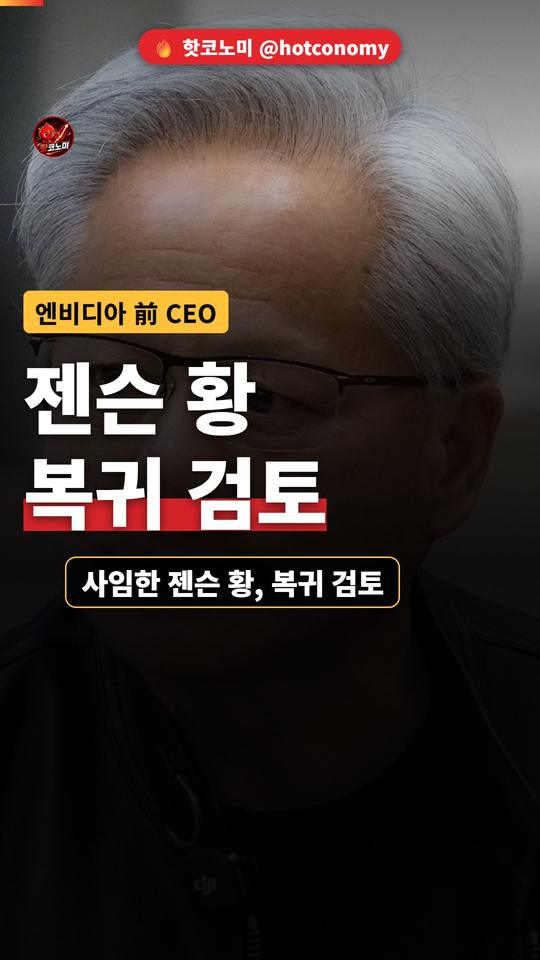 핫코노미 @hotconomy
핫코노미
엔비디아 前 CEO
젠슨 황
복귀 검토
사임한 젠슨 황, 복귀 검토
dji